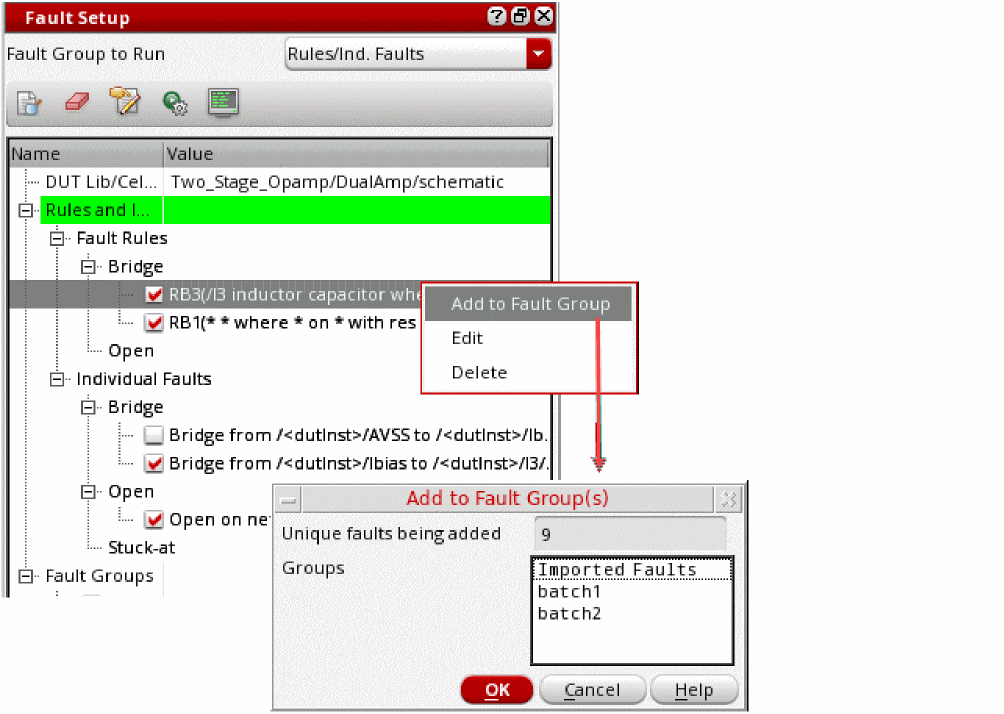 Fault Setup
Fault Group to Run
Rules/Ind. Faults
Name Value
DUT Lib/Cel... Two_Stage_Opamp/DualAmp/schematic
Rules and I...
Fault Rules
Bridge
RB3(/I3 inductor capacitor whe
RB1(* * where * on * with res
Open
Individual Faults
Bridge
Bridge from /<dutInst>/AVSS to /<dutInst>/Ib.
Bridge from /<dutInst>/Ibias to /<dutInst>/I3/.
Open
Open on ne
Stuck-at
Fault Groups
Add to Fault Group
Edit
Delete
Add to Fault Group(s)
Unique faults being added 9
Groups
Imported Faults
batch1
batch2
OK Cancel Help